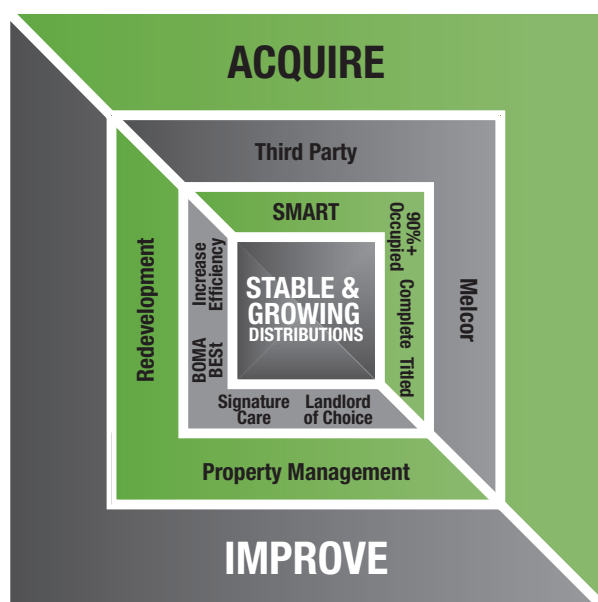 ACQUIRE
Third Party
SMART
90%+
Occupied
Complete
Titled
Melcor
Redevelopment
Increase
Efficiency
BOMA
BESt
STABLE &
GROWING
DISTRIBUTIONS
Signature
Care
Landlord
of Choice
Property Management
IMPROVE